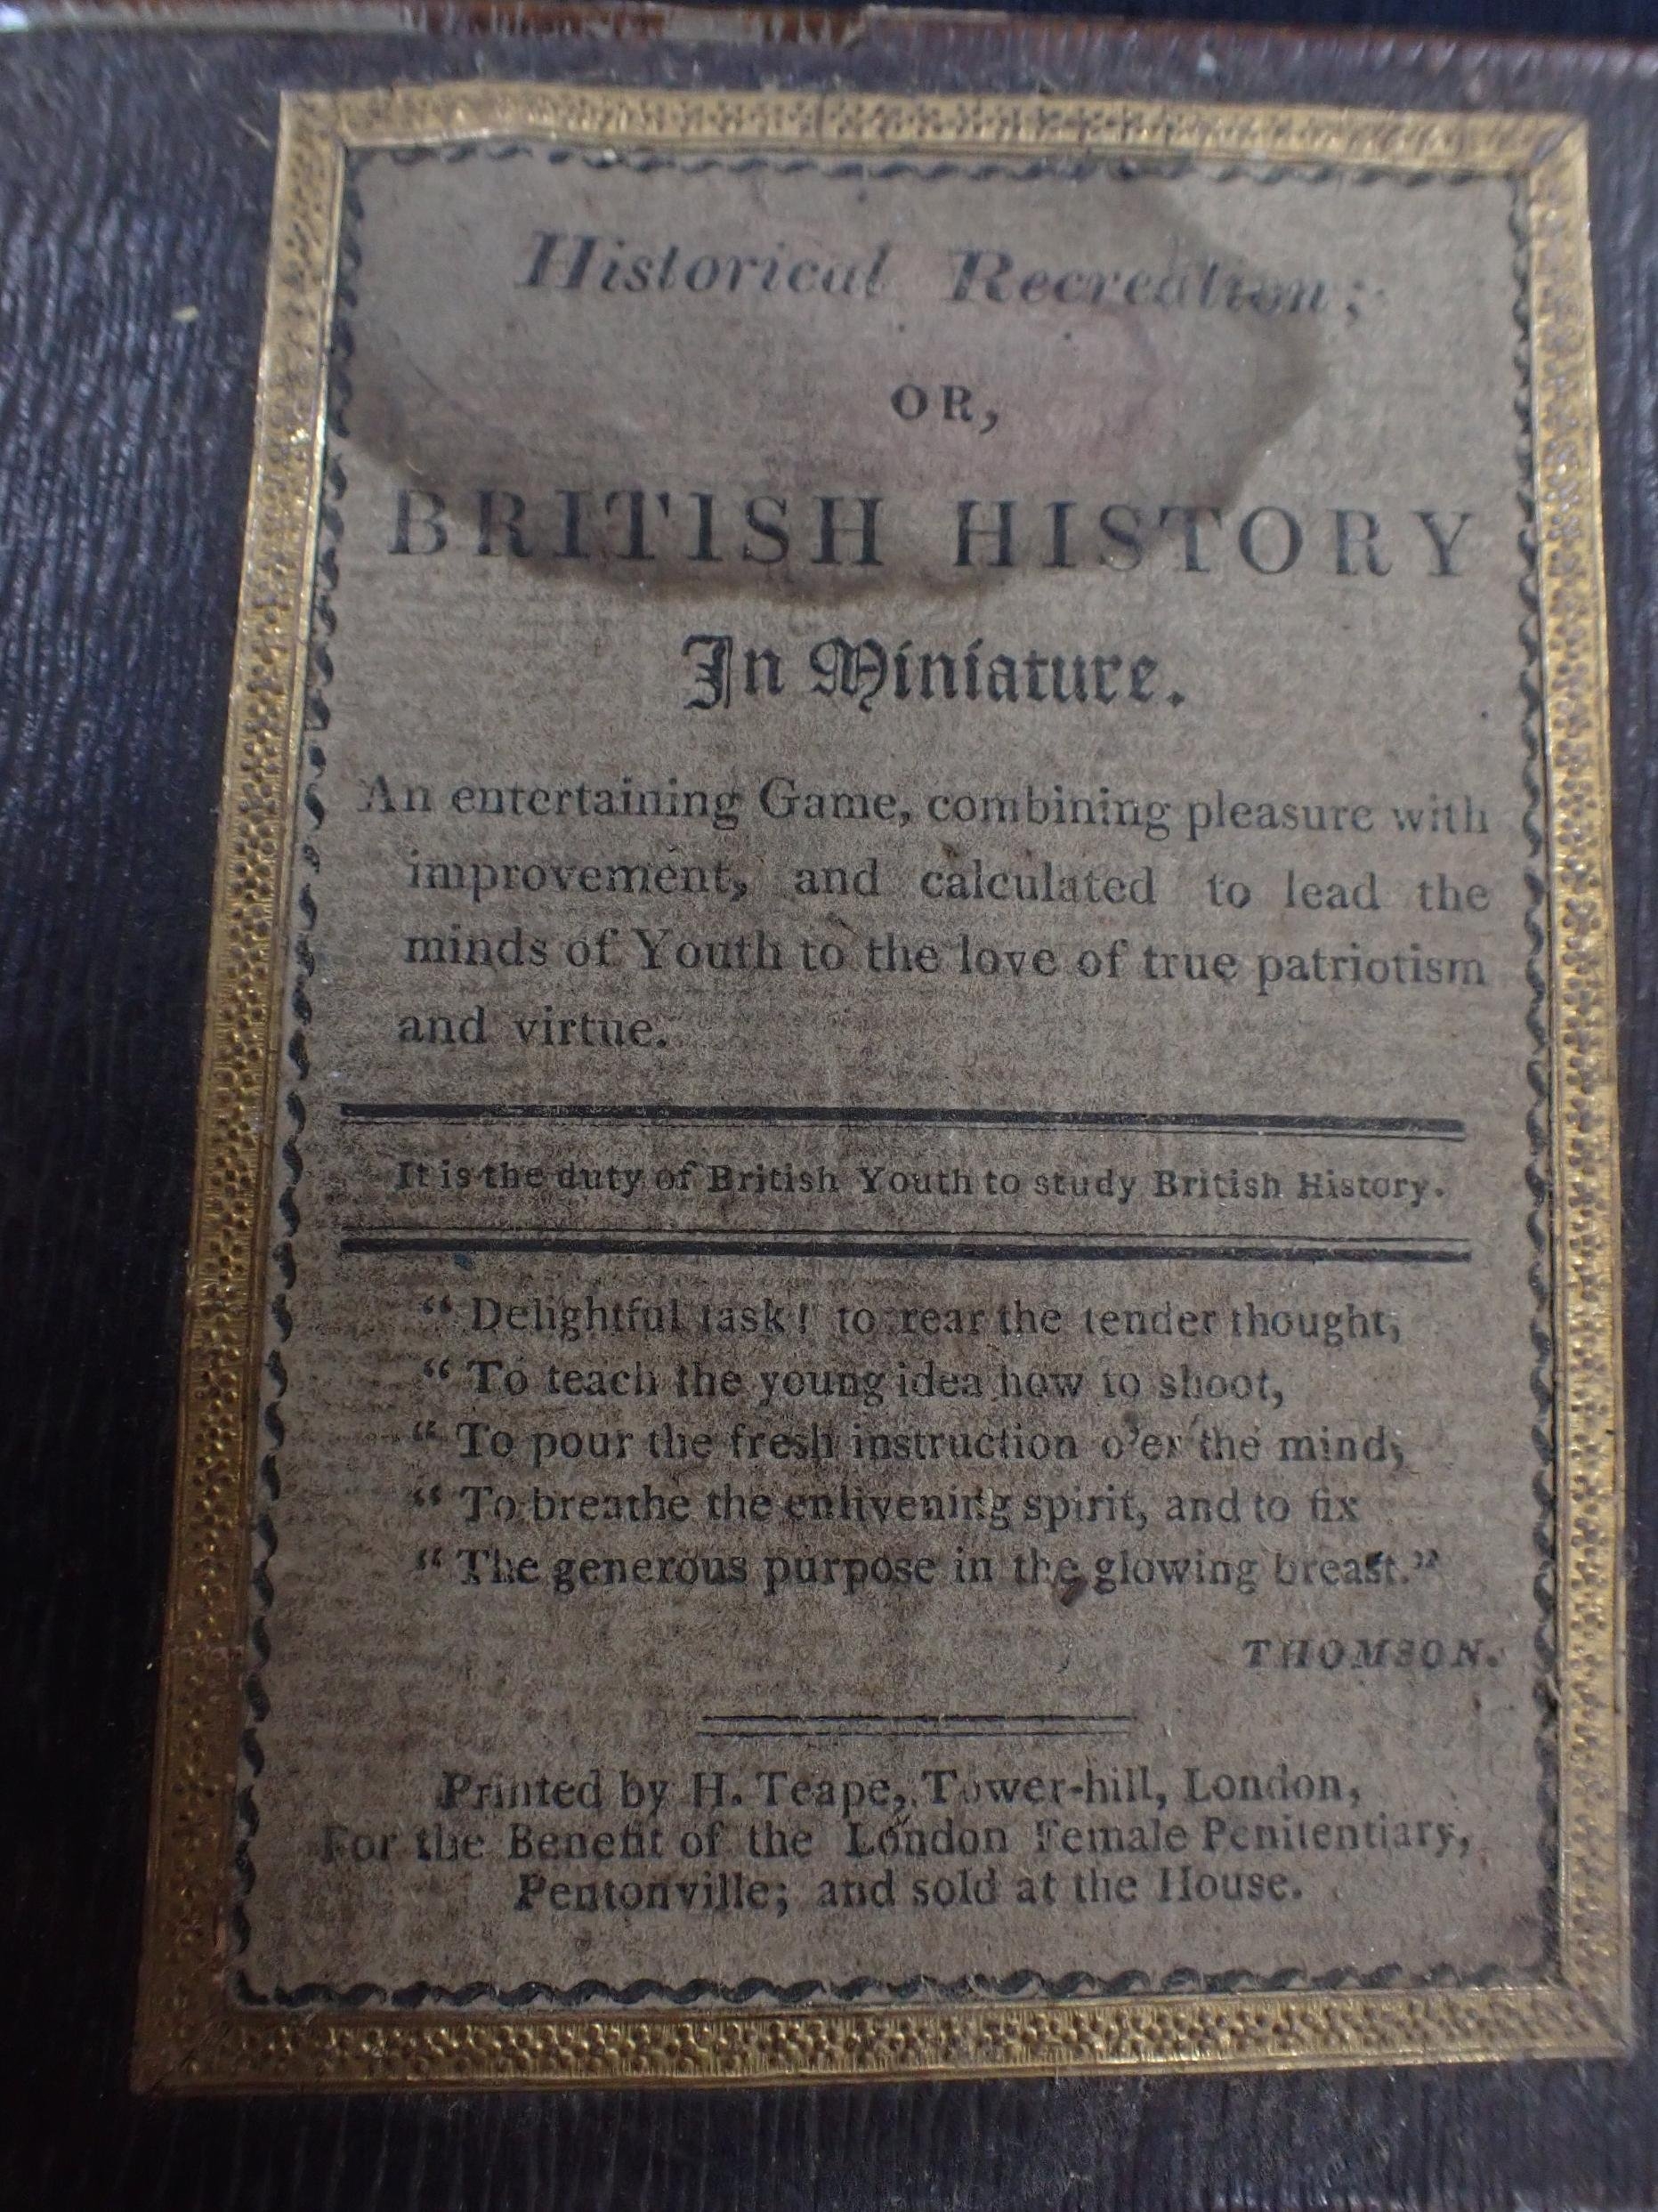 Historical Recreation;
OR,
BRITISH HISTORY
In Miniature.
An entertaining Game, combining pleasure with
improvement, and calculated to lead the
minds of Youth to the love of true patriotism
and virtue.
It is the duty of British Youth to study British History.
“ Delightful task! to rear the tender thought,
“ To teach the young idea how to shoot,
“ To pour the fresh instruction o'er the mind,
“ To breathe the enlivening spirit, and to fix
“ The generous purpose in the glowing breast.”
THOMSON.
Printed by H. Teape, Tower-hill, London,
For the Benefit of the London Female Penitentiary,
Pentonville; and sold at the House.